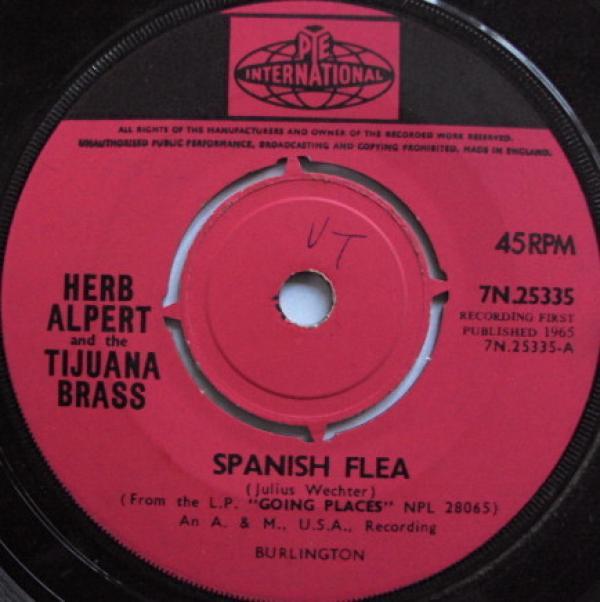 PYE
INTERNATIONAL
ALL RIGHTS OF THE MANUFACTURERS AND OWNER OF THE RECORDED WORK RESERVED.
UNAUTHORISED PUBLIC PERFORMANCE, BROADCASTING AND COPYING PROHIBITED, MADE IN ENGLAND.
VT
45RPM
HERB
ALPERT
and the
TIJUANA
BRASS
7N.25335
RECORDING FIRST
PUBLISHED 1965
7N.25335-A
SPANISH FLEA
(Julius Wechter)
(From the L.P. "GOING PLACES" NPL 28065)
An A. & M., U.S.A., Recording
BURLINGTON